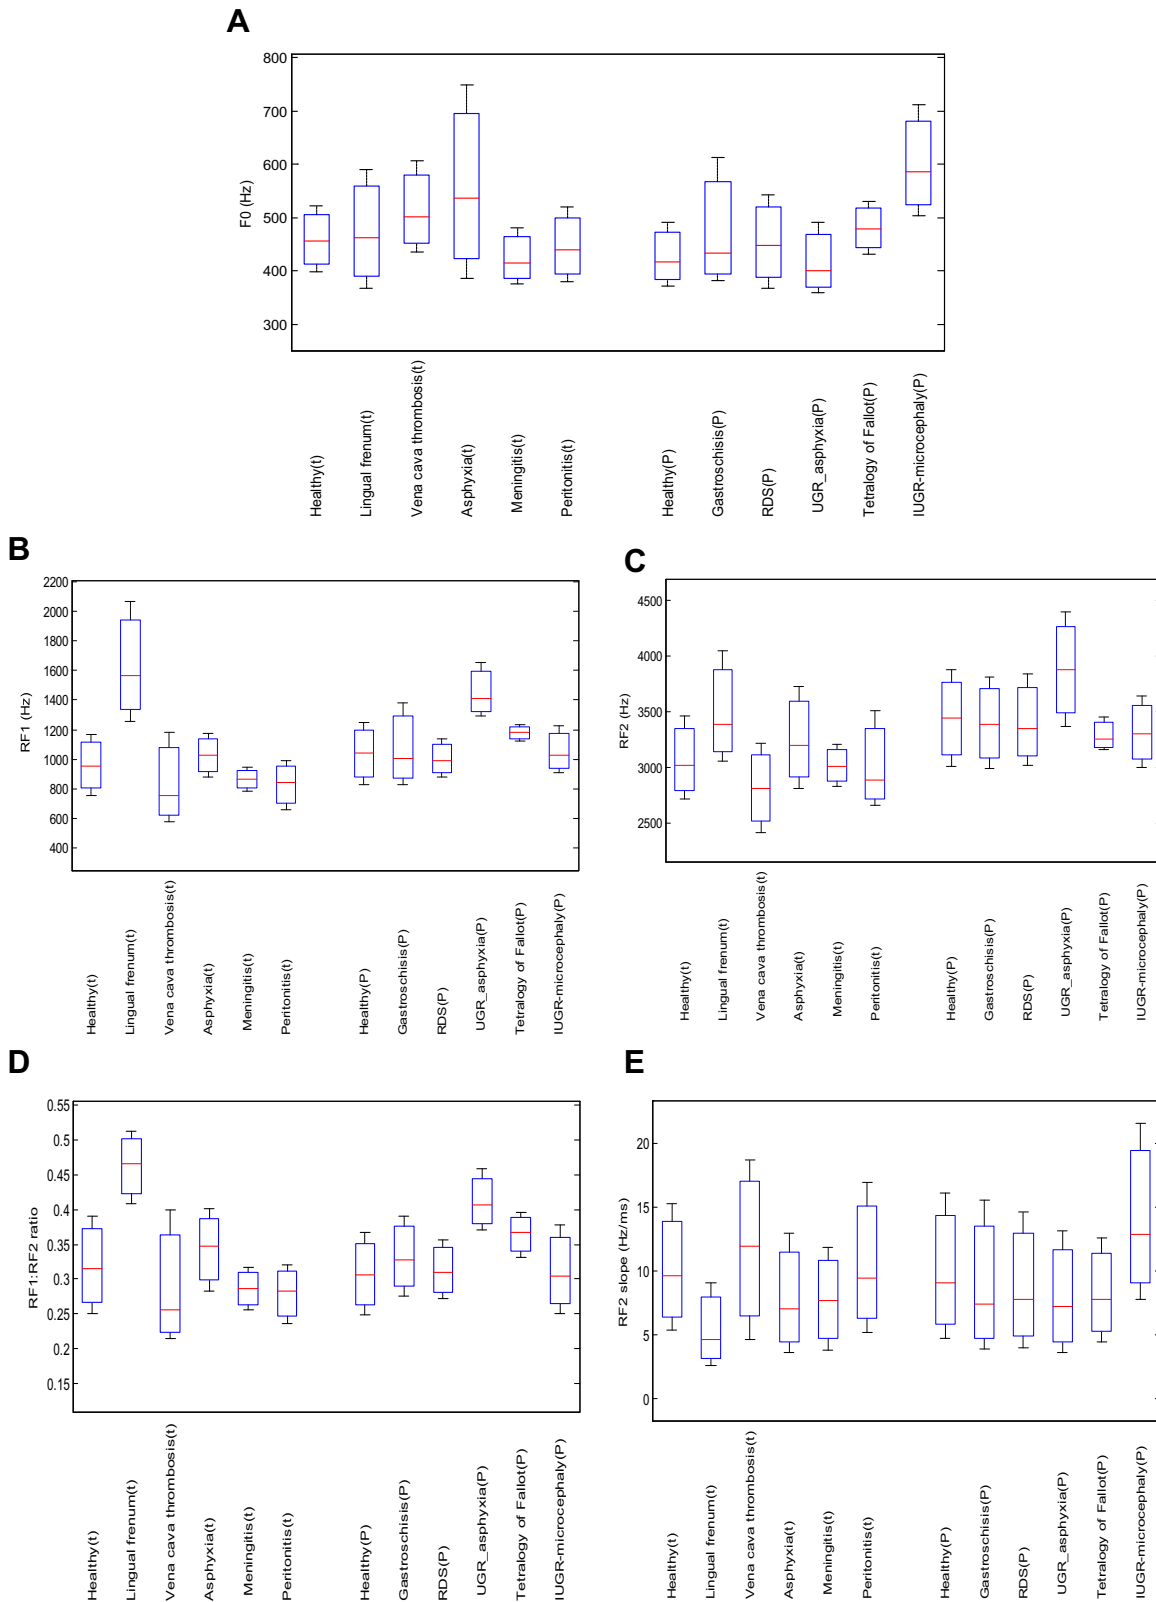 A
800
700
600
500
400
300
F0 (Hz)
Healthy(t)
Lingual frenum(t)
Vena cava thrombosis(t)
Asphyxia(t)
Meningitis(t)
Peritonitis(t)
Healthy(P)
Gastroschisis(P)
RDS(P)
UGR_asphyxia(P)
Tetralogy of Fallot(P)
IUGR-microcephaly(P)
B
2200
2000
1800
1600
1400
1200
1000
800
600
400
RF1 (Hz)
Healthy(t)
Lingual frenum(t)
Vena cava thrombosis(t)
Asphyxia(t)
Meningitis(t)
Peritonitis(t)
Healthy(P)
Gastroschisis(P)
RDS(P)
UGR_asphyxia(P)
Tetralogy of Fallot(P)
IUGR-microcephaly(P)
C
4500
4000
3500
3000
2500
RF2 (Hz)
Healthy(t)
Lingual frenum(t)
Vena cava thrombosis(t)
Asphyxia(t)
Meningitis(t)
Peritonitis(t)
Healthy(P)
Gastroschisis(P)
RDS(P)
UGR_asphyxia(P)
Tetralogy of Fallot(P)
IUGR-microcephaly(P)
D
0.55
0.5
0.45
0.4
0.35
0.3
0.25
0.2
0.15
RF1:RF2 ratio
Healthy(t)
Lingual frenum(t)
Vena cava thrombosis(t)
Asphyxia(t)
Meningitis(t)
Peritonitis(t)
Healthy(P)
Gastroschisis(P)
RDS(P)
UGR_asphyxia(P)
Tetralogy of Fallot(P)
IUGR-microcephaly(P)
E
20
15
10
5
0
RF2 slope (Hz/ms)
Healthy(t)
Lingual frenum(t)
Vena cava thrombosis(t)
Asphyxia(t)
Meningitis(t)
Peritonitis(t)
Healthy(P)
Gastroschisis(P)
RDS(P)
UGR_asphyxia(P)
Tetralogy of Fallot(P)
IUGR-microcephaly(P)